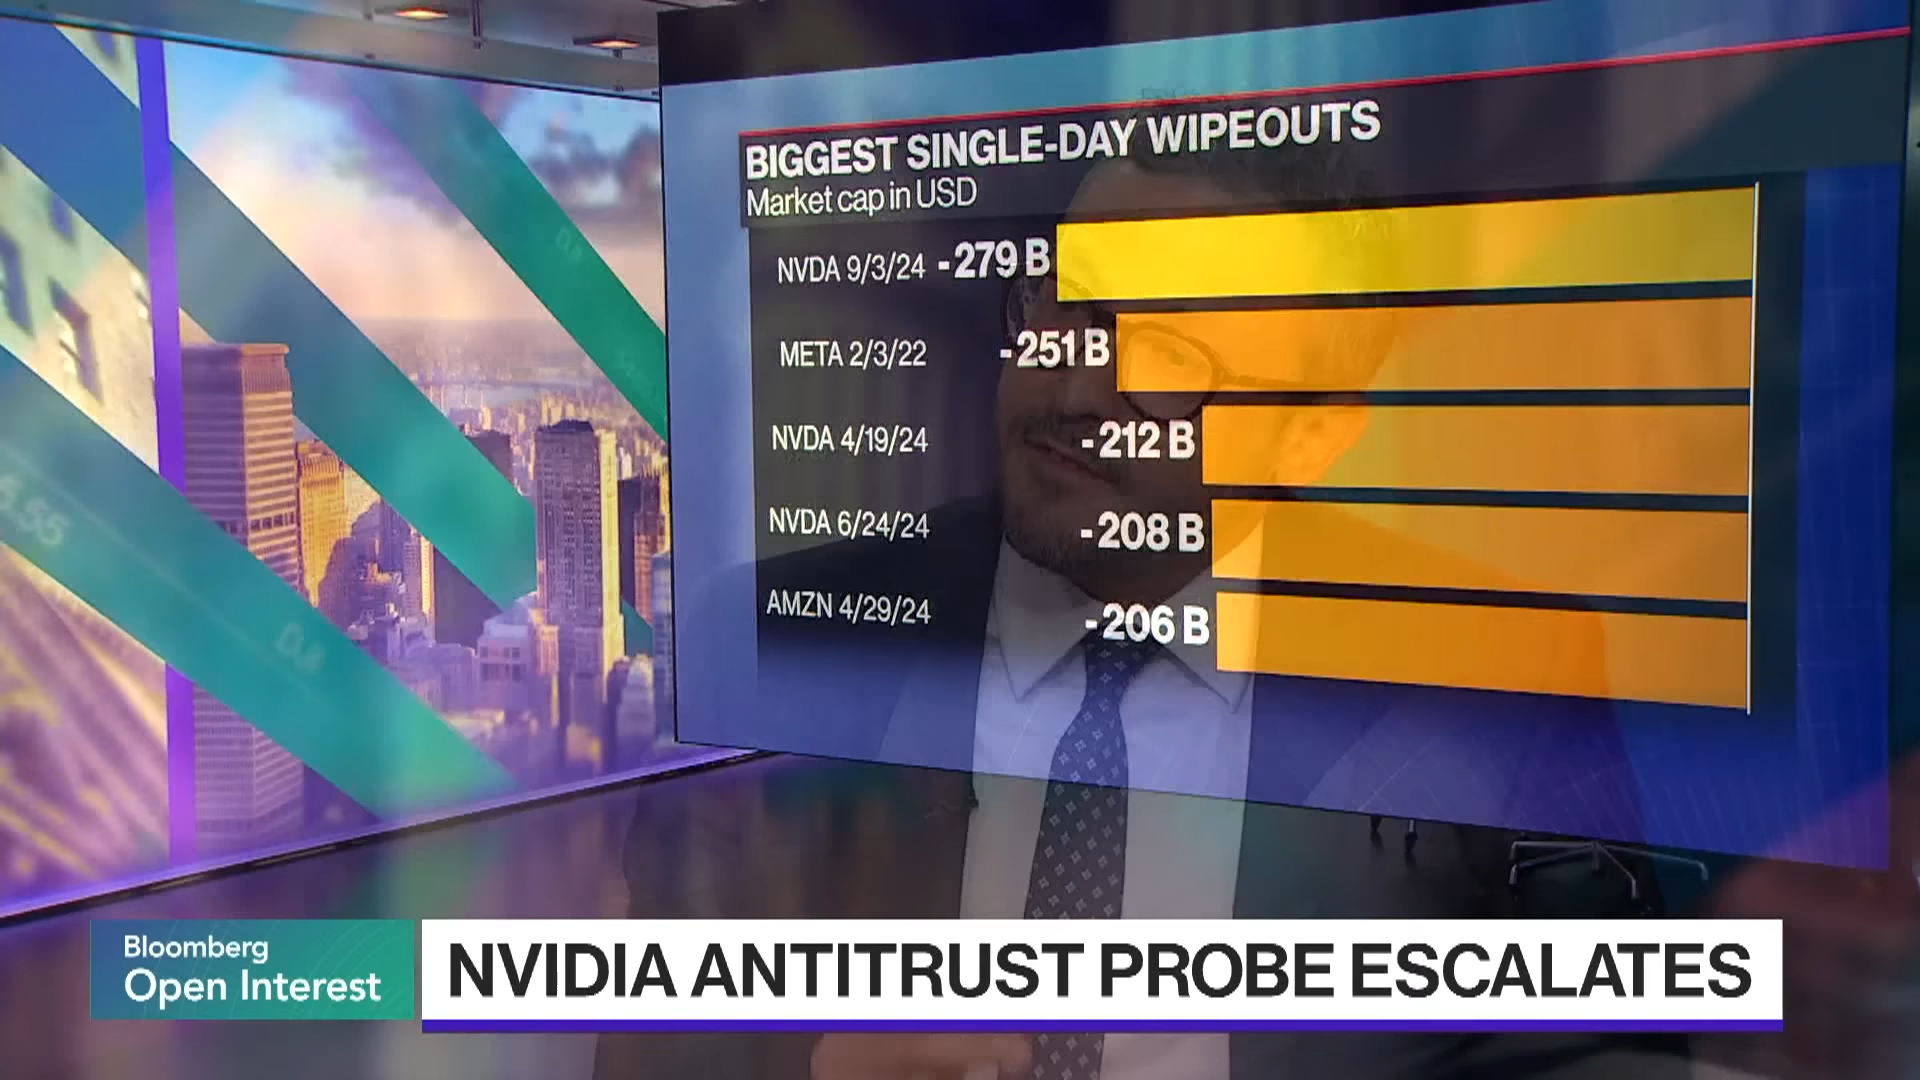 BIGGEST SINGLE-DAY WIPEOUTS
Market cap in USD
NVDA 9/3/24 -279 B
META 2/3/22 -251 B
NVDA 4/19/24 -212 B
NVDA 6/24/24 -208 B
AMZN 4/29/24 -206 B
Bloomberg
Open Interest
NVIDIA ANTITRUST PROBE ESCALATES